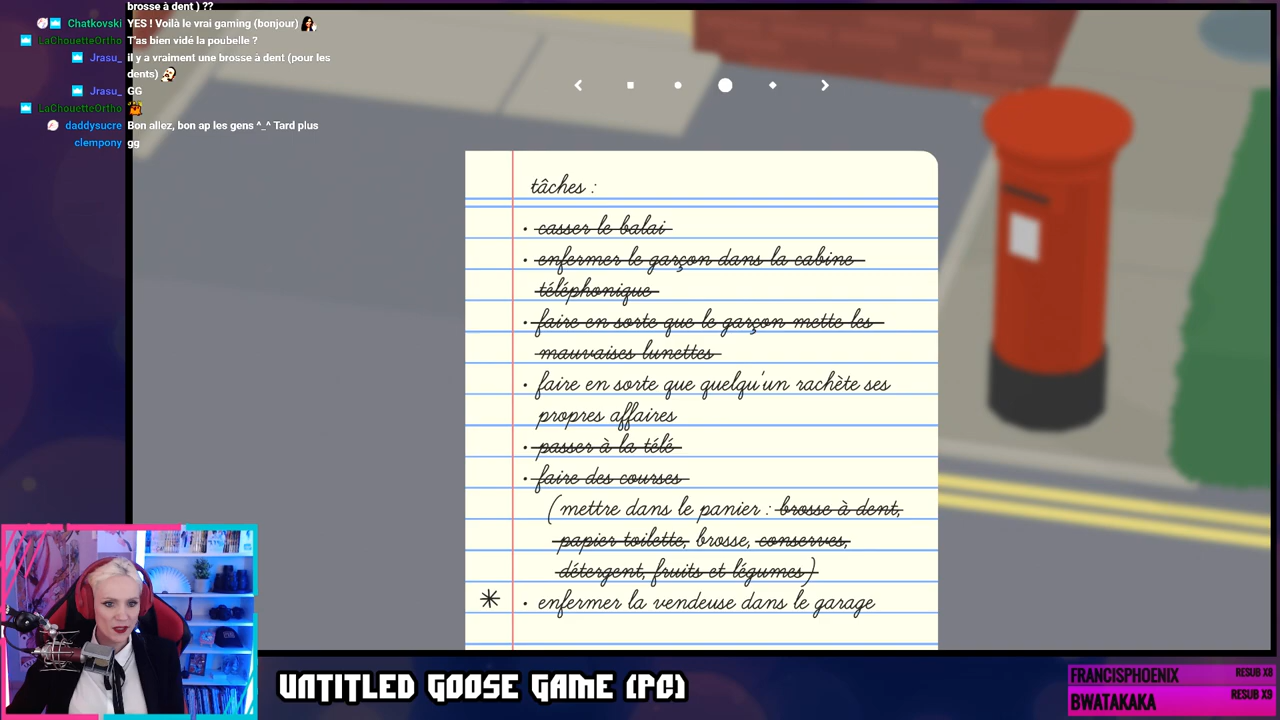 brosse à dent ) ??
Chatkovski YES ! Voilà le vrai gaming (bonjour)
LaChouetteOrtho T'as bien vidé la poubelle ?
Jrasu_ il y a vraiment une brosse à dent (pour les
dents)
Jrasu_ GG
LaChouetteOrtho
daddysucre Bon allez, bon ap les gens ^_^ Tard plus
clempony gg
tâches :
• casser le balai
• enfermer le garçon dans la cabine
téléphonique
• faire en sorte que le garçon mette les
mauvaises lunettes
• faire en sorte que quelqu'un rachète ses
propres affaires
• passer à la télé
• faire des courses
(mettre dans le panier : brosse à dent,
papier toilette, brosse, conserves,
détergent, fruits et légumes)
• enfermer la vendeuse dans le garage
UNTITLED GOOSE GAME (PC)
FRANCISPHOENIX RESUB X8
BWATAKAKA RESUB X9